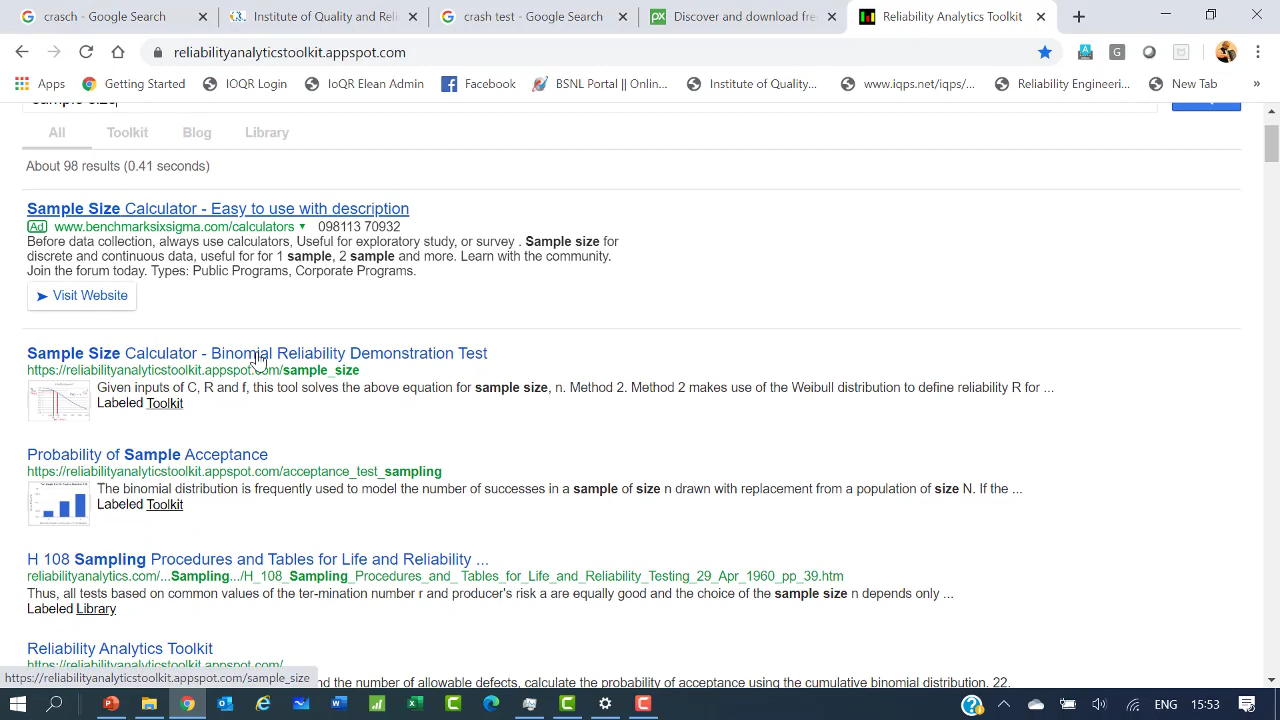 crash - Google Search
Institute of Quality and Reli
crash test - Google Search
Discover and download free
Reliability Analytics Toolkit
reliabilityanalyticstoolkit.appspot.com
Apps
Getting Started
IOQR Login
IoQR Elean Admin
Facebook
BSNL Portal || Onlin...
Institute of Quality...
www.iqps.net/iqps/...
Reliability Engineeri...
New Tab
»
sample size
All
Toolkit
Blog
Library
About 98 results (0.41 seconds)
Sample Size Calculator - Easy to use with description
Ad www.benchmarksixsigma.com/calculators ▼ 098113 70932
Before data collection, always use calculators, Useful for exploratory study, or survey . Sample size for
discrete and continuous data, useful for for 1 sample, 2 sample and more. Learn with the community.
Join the forum today. Types: Public Programs, Corporate Programs.
Visit Website
Sample Size Calculator - Binomial Reliability Demonstration Test
https://reliabilityanalyticstoolkit.appspot.com/sample_size
Given inputs of C, R and f, this tool solves the above equation for sample size, n. Method 2. Method 2 makes use of the Weibull distribution to define reliability R for ...
Labeled Toolkit
Probability of Sample Acceptance
https://reliabilityanalyticstoolkit.appspot.com/acceptance_test_sampling
The binomial distribution is frequently used to model the number of successes in a sample of size n drawn with replacement from a population of size N. If the ...
Labeled Toolkit
H 108 Sampling Procedures and Tables for Life and Reliability ...
reliabilityanalytics.com/...Sampling.../H_108_Sampling_Procedures_and_ Tables_for_Life_and_Reliability_Testing_29_Apr_1960_pp_39.htm
Thus, all tests based on common values of the ter-mination number r and producer's risk a are equally good and the choice of the sample size n depends only ...
Labeled Library
Reliability Analytics Toolkit
https://reliabilityanalyticstoolkit.appspot.com/
https://reliabilityanalyticstoolkit.appspot.com/sample_size
nd the number of allowable defects, calculate the probability of acceptance using the cumulative binomial distribution. 22.
ENG
15:53